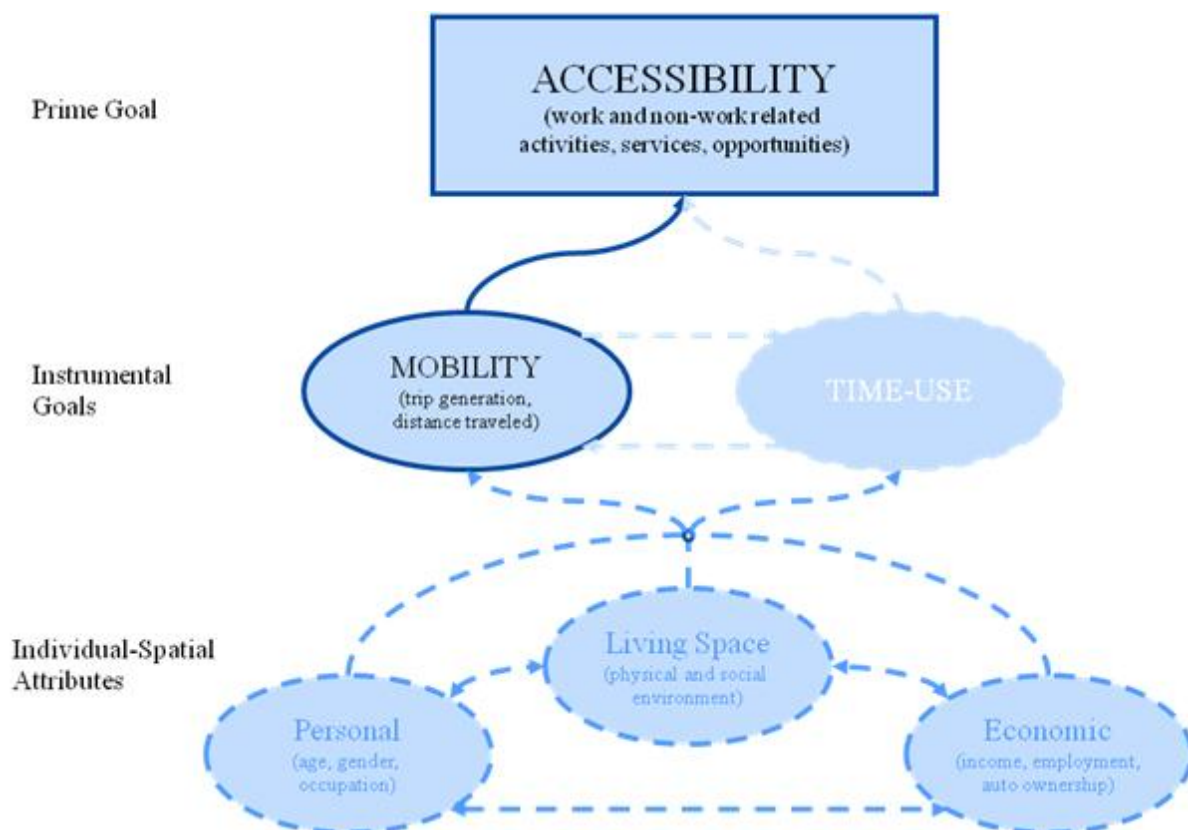 Prime Goal
ACCESSIBILITY
(work and non-work related
activities, services, opportunities)
Instrumental
Goals
MOBILITY
(trip generation,
distance traveled)
TIME-USE
Individual-Spatial
Attributes
Living Space
(physical and social
environment)
Personal
(age, gender,
occupation)
Economic
(income, employment,
auto ownership)